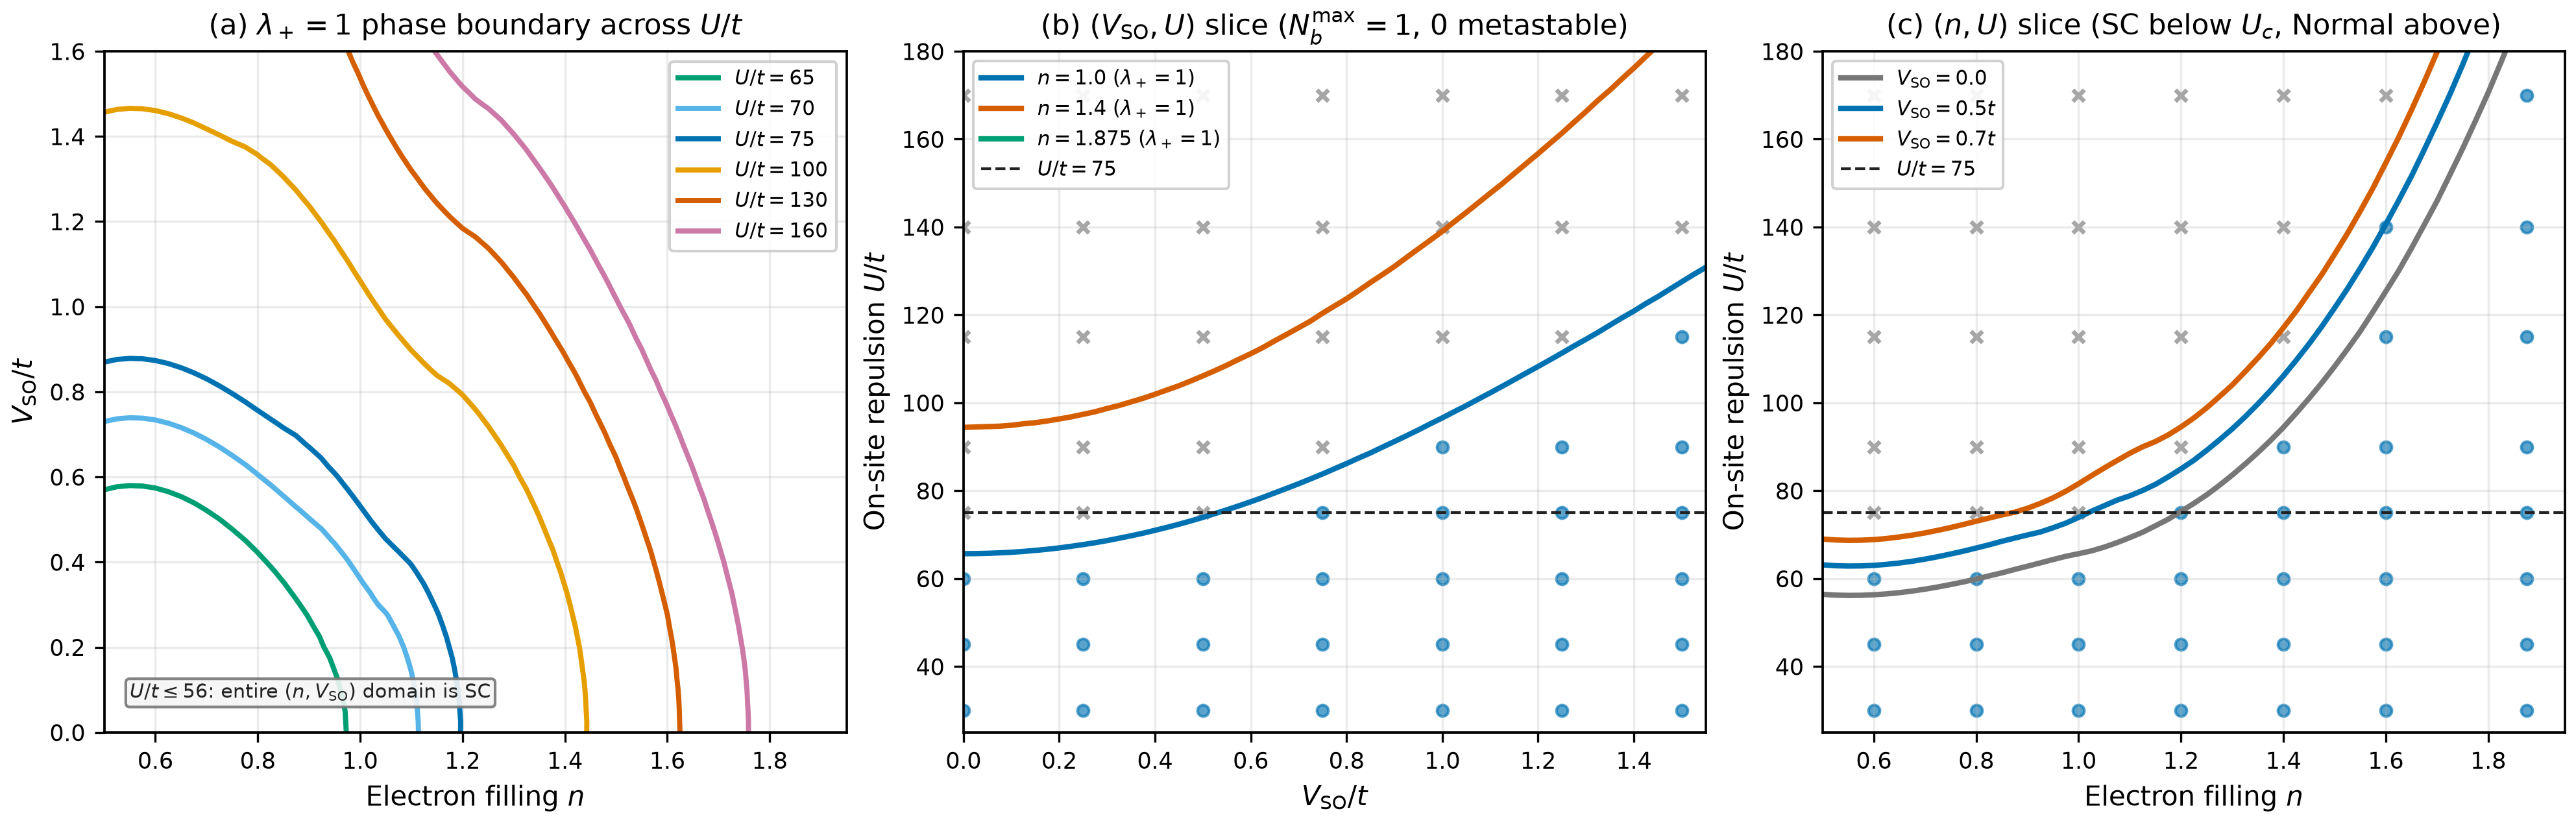 (a) λ₊ = 1 phase boundary across U/t
V_SO/t
1.6
1.4
1.2
1.0
0.8
0.6
0.4
0.2
0.0
U/t = 65
U/t = 70
U/t = 75
U/t = 100
U/t = 130
U/t = 160
U/t ≤ 56: entire (n, V_SO) domain is SC
0.6 0.8 1.0 1.2 1.4 1.6 1.8
Electron filling n
(b) (V_SO, U) slice (N_b^max = 1, 0 metastable)
On-site repulsion U/t
180
160
140
120
100
80
60
40
n = 1.0 (λ₊ = 1)
n = 1.4 (λ₊ = 1)
n = 1.875 (λ₊ = 1)
U/t = 75
0.0 0.2 0.4 0.6 0.8 1.0 1.2 1.4
V_SO/t
(c) (n, U) slice (SC below U_c, Normal above)
On-site repulsion U/t
180
160
140
120
100
80
60
40
V_SO = 0.0
V_SO = 0.5t
V_SO = 0.7t
U/t = 75
0.6 0.8 1.0 1.2 1.4 1.6 1.8
Electron filling n